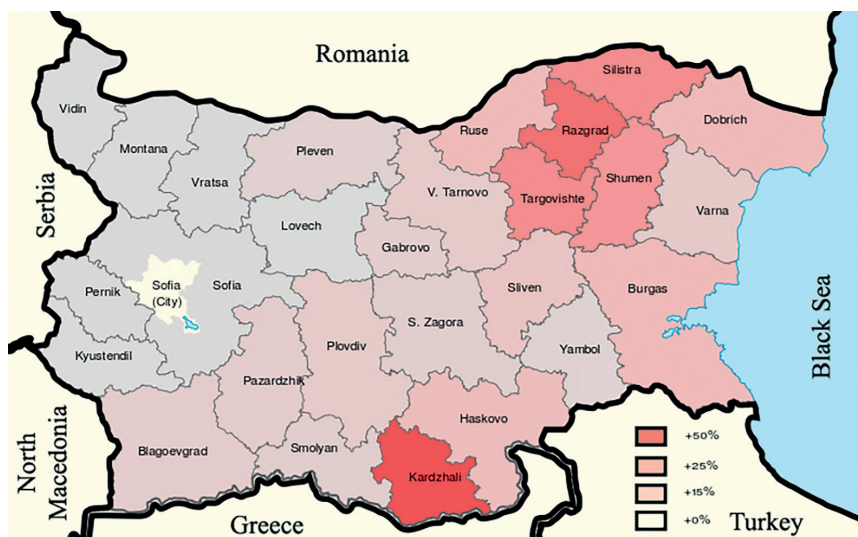 Romania
Silistra
Vidin
Dobrich
Ruse
Razgrad
Montana
Pleven
Vratsa
Shumen
V. Tarnovo
Targovishte
Serbia
Varna
Lovech
Gabrovo
Sofia
(City)
Sofia
Pernik
Sliven
Burgas
Black Sea
S. Zagora
Plovdiv
Yambol
Kyustendil
Pazardzhik
Haskovo
North
Macedonia
Blagoevgrad
Smolyan
Kardzhali
+50%
+25%
+15%
+0%
Greece
Turkey